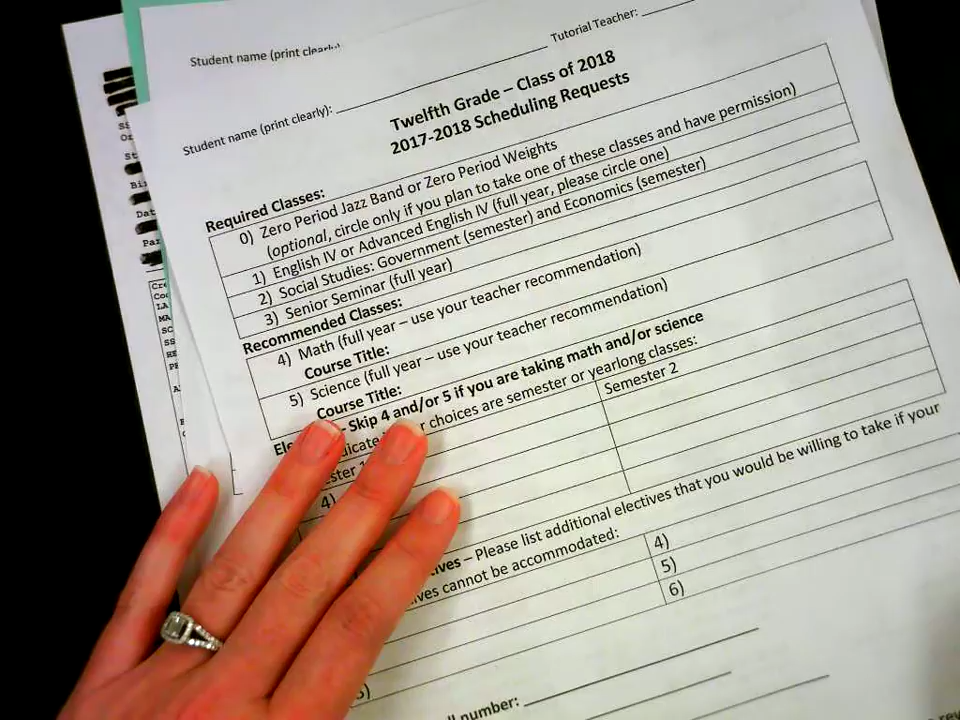 Student name (print clearly)
Tutorial Teacher:
Student name (print clearly):
Twelfth Grade – Class of 2018
2017-2018 Scheduling Requests
Required Classes:
0) Zero Period Jazz Band or Zero Period Weights
(optional, circle only if you plan to take one of these classes and have permission)
1) English IV or Advanced English IV (full year, please circle one)
2) Social Studies: Government (semester) and Economics (semester)
3) Senior Seminar (full year)
Recommended Classes:
4) Math (full year – use your teacher recommendation)
Course Title:
5) Science (full year – use your teacher recommendation)
Course Title:
– Skip 4 and/or 5 if you are taking math and/or science
choices are semester or yearlong classes:
Semester 2
4)
– Please list additional electives that you would be willing to take if your
cannot be accommodated:
4)
5)
6)
number: